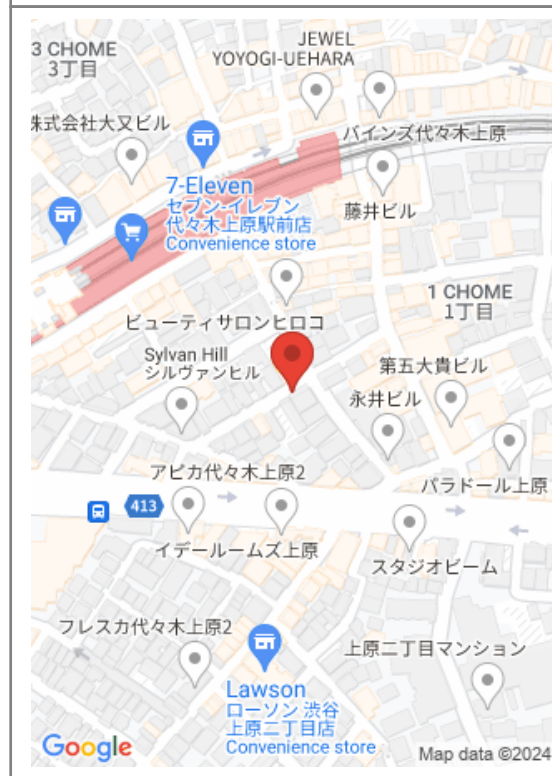 3 CHOME
3丁目
JEWEL
YOYOGI-UEHARA
株式会社大又ビル
パインズ代々木上原
7-Eleven
セブン-イレブン
代々木上原駅前店
Convenience store
藤井ビル
1 CHOME
1丁目
ビューティサロンヒロコ
Sylvan Hill
シルヴァンヒル
第五大貴ビル
永井ビル
アピカ代々木上原2
パラドール上原
413
イデールームズ上原
スタジオビーム
フレスカ代々木上原2
上原二丁目マンション
Lawson
ローソン 渋谷
上原二丁目店
Convenience store
Google
Map data ©2024